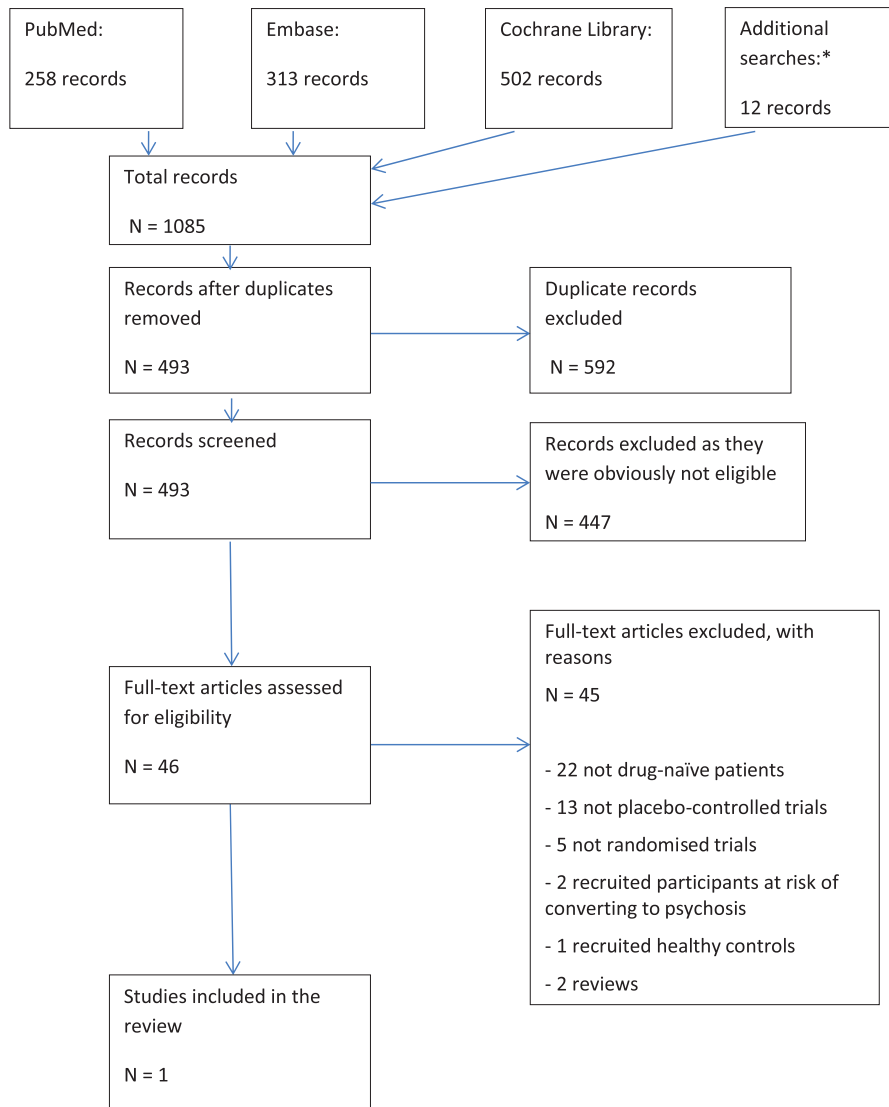 PubMed:
258 records
Embase:
313 records
Cochrane Library:
502 records
Additional
searches:*
12 records
Total records
N = 1085
Records after duplicates
removed
N = 493
Duplicate records
excluded
N = 592
Records screened
N = 493
Records excluded as they
were obviously not eligible
N = 447
Full-text articles assessed
for eligibility
N = 46
Full-text articles excluded, with
reasons
N = 45
- 22 not drug-naïve patients
- 13 not placebo-controlled trials
- 5 not randomised trials
- 2 recruited participants at risk of
converting to psychosis
- 1 recruited healthy controls
- 2 reviews
Studies included in the
review
N = 1